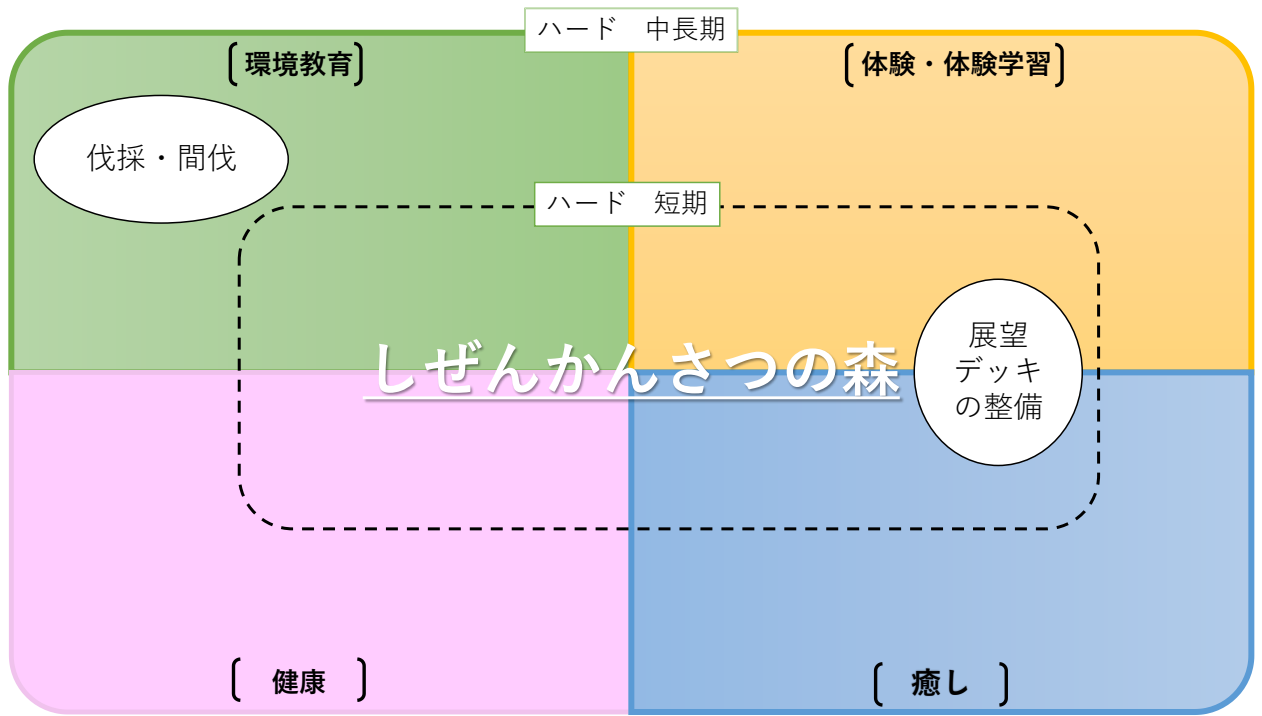 ハード　中長期
［環境教育］
［体験・体験学習］
伐採・間伐
ハード　短期
展望
デッキ
の整備
しぜんかんさつの森
［　健康　］
［　癒し　］